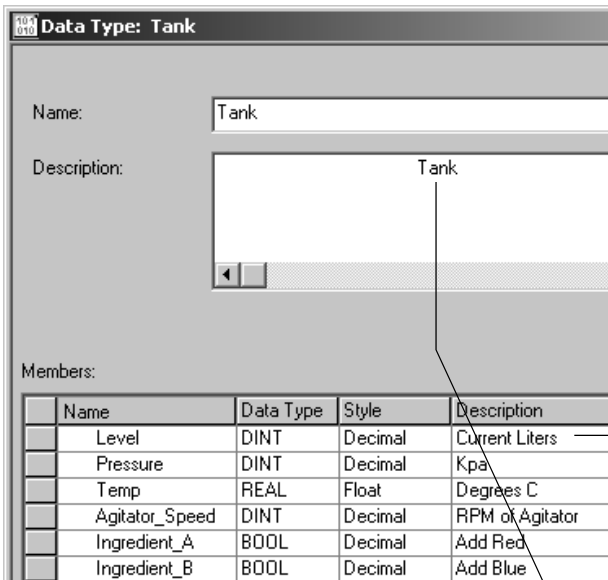 101
010
Data Type: Tank
Name:
Tank
Description:
Tank
Members:
Name Data Type Style Description
Level DINT Decimal Current Liters
Pressure DINT Decimal Kpa
Temp REAL Float Degrees C
Agitator_Speed DINT Decimal RPM of Agitator
Ingredient_A BOOL Decimal Add Red
Ingredient_B BOOL Decimal Add Blue